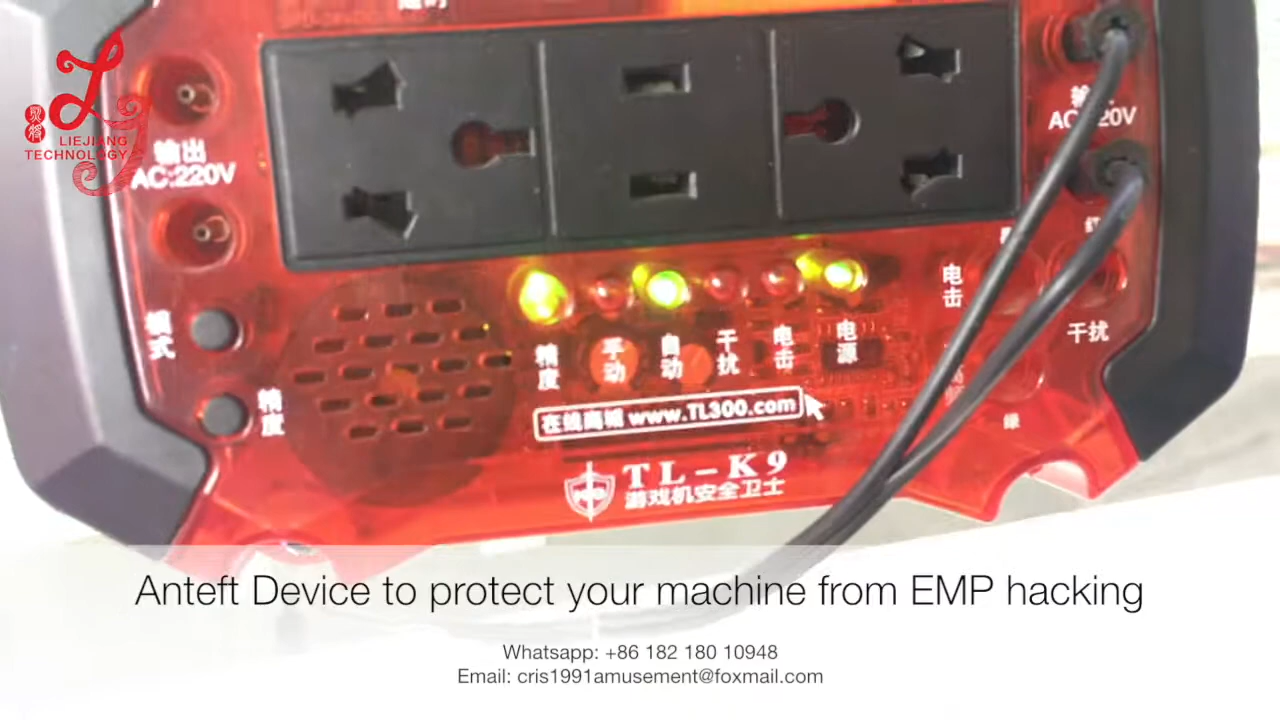 LIEJIANG
TECHNOLOGY
输出
AC:220V
模式
精度
精度
手动
自动
干扰
电击
电源
电击
干扰
绿
在线商铺 www.TL300.com
TL-K9
游戏机安全卫士
Anteft Device to protect your machine from EMP hacking
Whatsapp: +86 182 180 10948
Email: cris1991amusement@foxmail.com